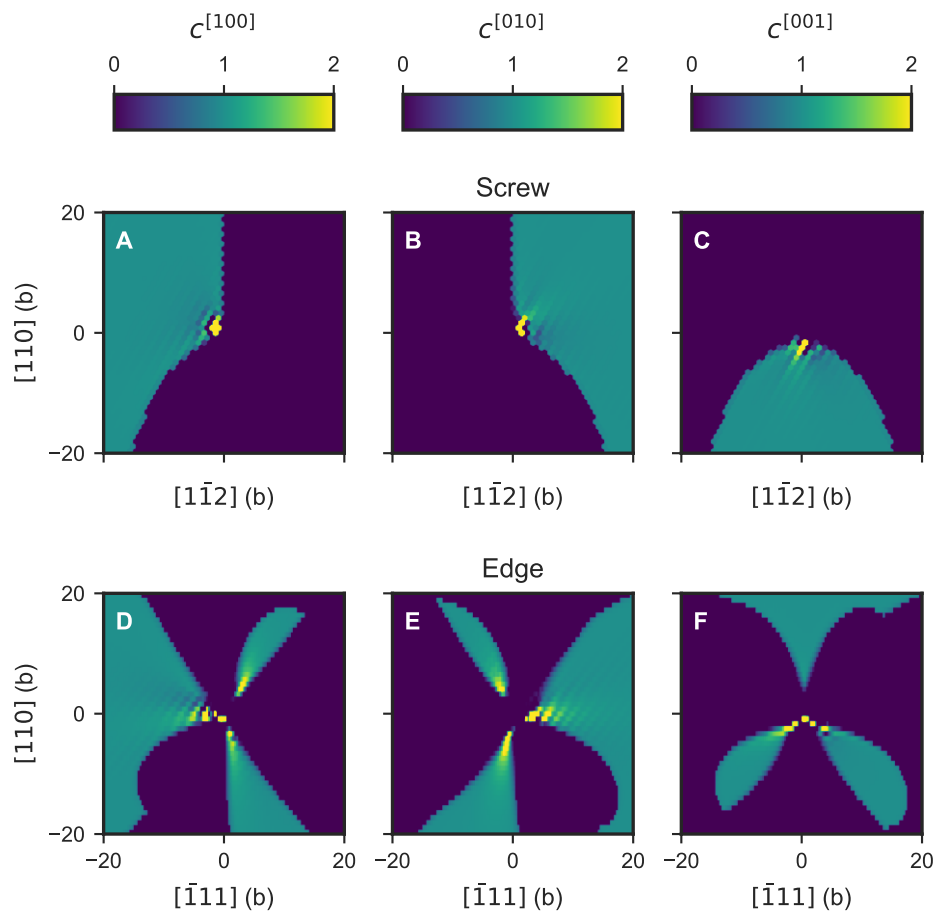 c^[100] c^[010] c^[001]
0 1 2 0 1 2 0 1 2
Screw
20
A B C
[110] (b)
0
−20
[11̄2] (b) [11̄2] (b) [11̄2] (b)
Edge
20
D E F
[110] (b)
0
−20
−20 0 20 0 20 0 20
[1̄11] (b) [1̄11] (b) [1̄11] (b)